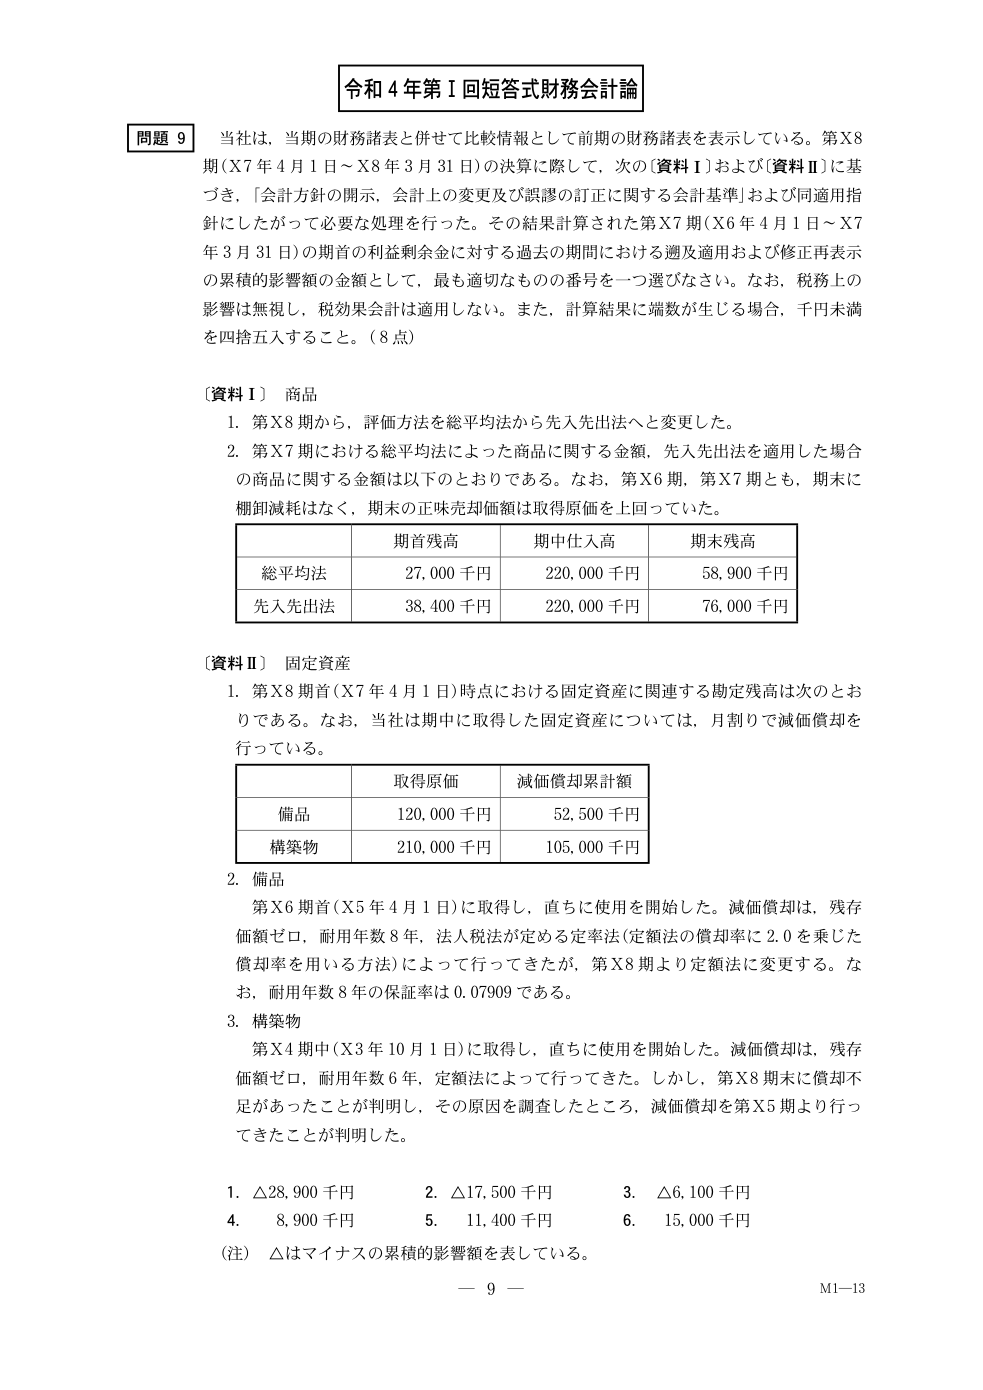 令和4年第Ⅰ回短答式財務会計論
問題 9　当社は，当期の財務諸表と併せて比較情報として前期の財務諸表を表示している。第X8
期(X7年4月1日～X8年3月31日)の決算に際して，次の〔資料Ⅰ〕および〔資料Ⅱ〕に基
づき，「会計方針の開示，会計上の変更及び誤謬の訂正に関する会計基準」および同適用指
針にしたがって必要な処理を行った。その結果計算された第X7期(X6年4月1日～X7
年3月31日)の期首の利益剰余金に対する過去の期間における遡及適用および修正再表示
の累積的影響額の金額として，最も適切なものの番号を一つ選びなさい。なお，税務上の
影響は無視し，税効果会計は適用しない。また，計算結果に端数が生じる場合，千円未満
を四捨五入すること。（8点）
〔資料Ⅰ〕　商品
1．第X8期から，評価方法を総平均法から先入先出法へと変更した。
2．第X7期における総平均法によった商品に関する金額，先入先出法を適用した場合
の商品に関する金額は以下のとおりである。なお，第X6期，第X7期とも，期末に
棚卸減耗はなく，期末の正味売却価額は取得原価を上回っていた。
期首残高　期中仕入高　期末残高
総平均法　27,000千円　220,000千円　58,900千円
先入先出法　38,400千円　220,000千円　76,000千円
〔資料Ⅱ〕　固定資産
1．第X8期首(X7年4月1日)時点における固定資産に関連する勘定残高は次のとお
りである。なお，当社は期中に取得した固定資産については，月割りで減価償却を
行っている。
取得原価　減価償却累計額
備品　120,000千円　52,500千円
構築物　210,000千円　105,000千円
2．備品
第X6期首(X5年4月1日)に取得し，直ちに使用を開始した。減価償却は，残存
価額ゼロ，耐用年数8年，法人税法が定める定率法(定額法の償却率に2.0を乗じた
償却率を用いる方法)によって行ってきたが，第X8期より定額法に変更する。な
お，耐用年数8年の保証率は0.07909である。
3．構築物
第X4期中(X3年10月1日)に取得し，直ちに使用を開始した。減価償却は，残存
価額ゼロ，耐用年数6年，定額法によって行ってきた。しかし，第X8期末に償却不
足があったことが判明し，その原因を調査したところ，減価償却を第X5期より行っ
てきたことが判明した。
1．△28,900千円　2．△17,500千円　3．△6,100千円
4．8,900千円　5．11,400千円　6．15,000千円
（注）　△はマイナスの累積的影響額を表している。
― 9 ―　M1―13